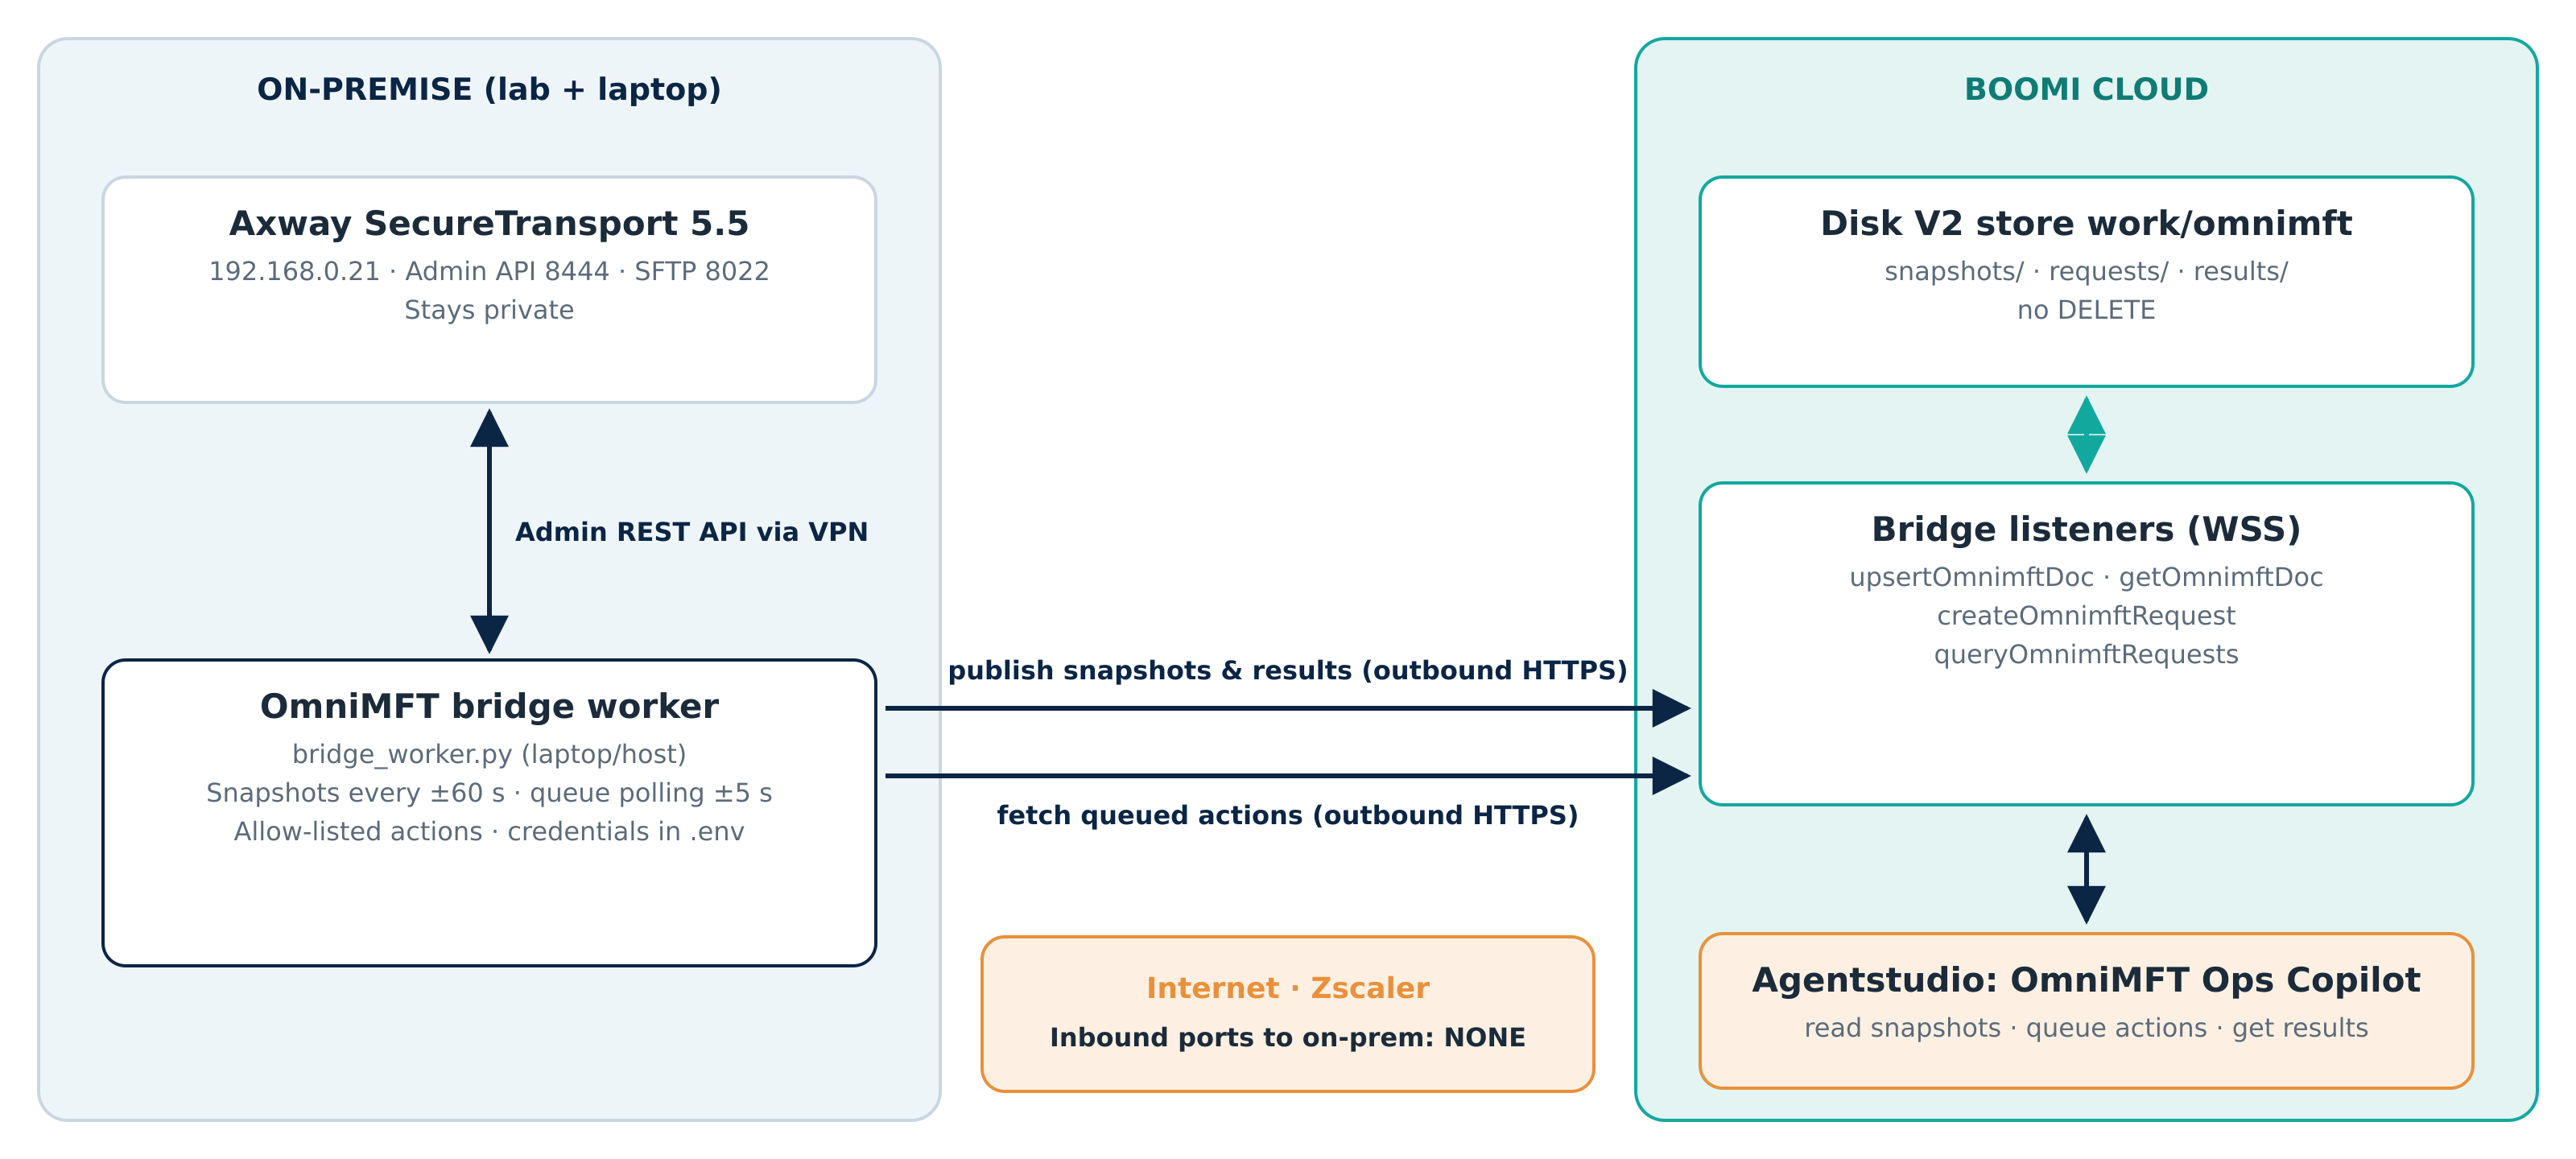 ON-PREMISE (lab + laptop)
Axway SecureTransport 5.5
192.168.0.21 · Admin API 8444 · SFTP 8022
Stays private
Admin REST API via VPN
OmniMFT bridge worker
bridge_worker.py (laptop/host)
Snapshots every ±60 s · queue polling ±5 s
Allow-listed actions · credentials in .env
publish snapshots & results (outbound HTTPS)
fetch queued actions (outbound HTTPS)
Internet · Zscaler
Inbound ports to on-prem: NONE
BOOMI CLOUD
Disk V2 store work/omnimft
snapshots/ · requests/ · results/
no DELETE
Bridge listeners (WSS)
upsertOmnimftDoc · getOmnimftDoc
createOmnimftRequest
queryOmnimftRequests
Agentstudio: OmniMFT Ops Copilot
read snapshots · queue actions · get results